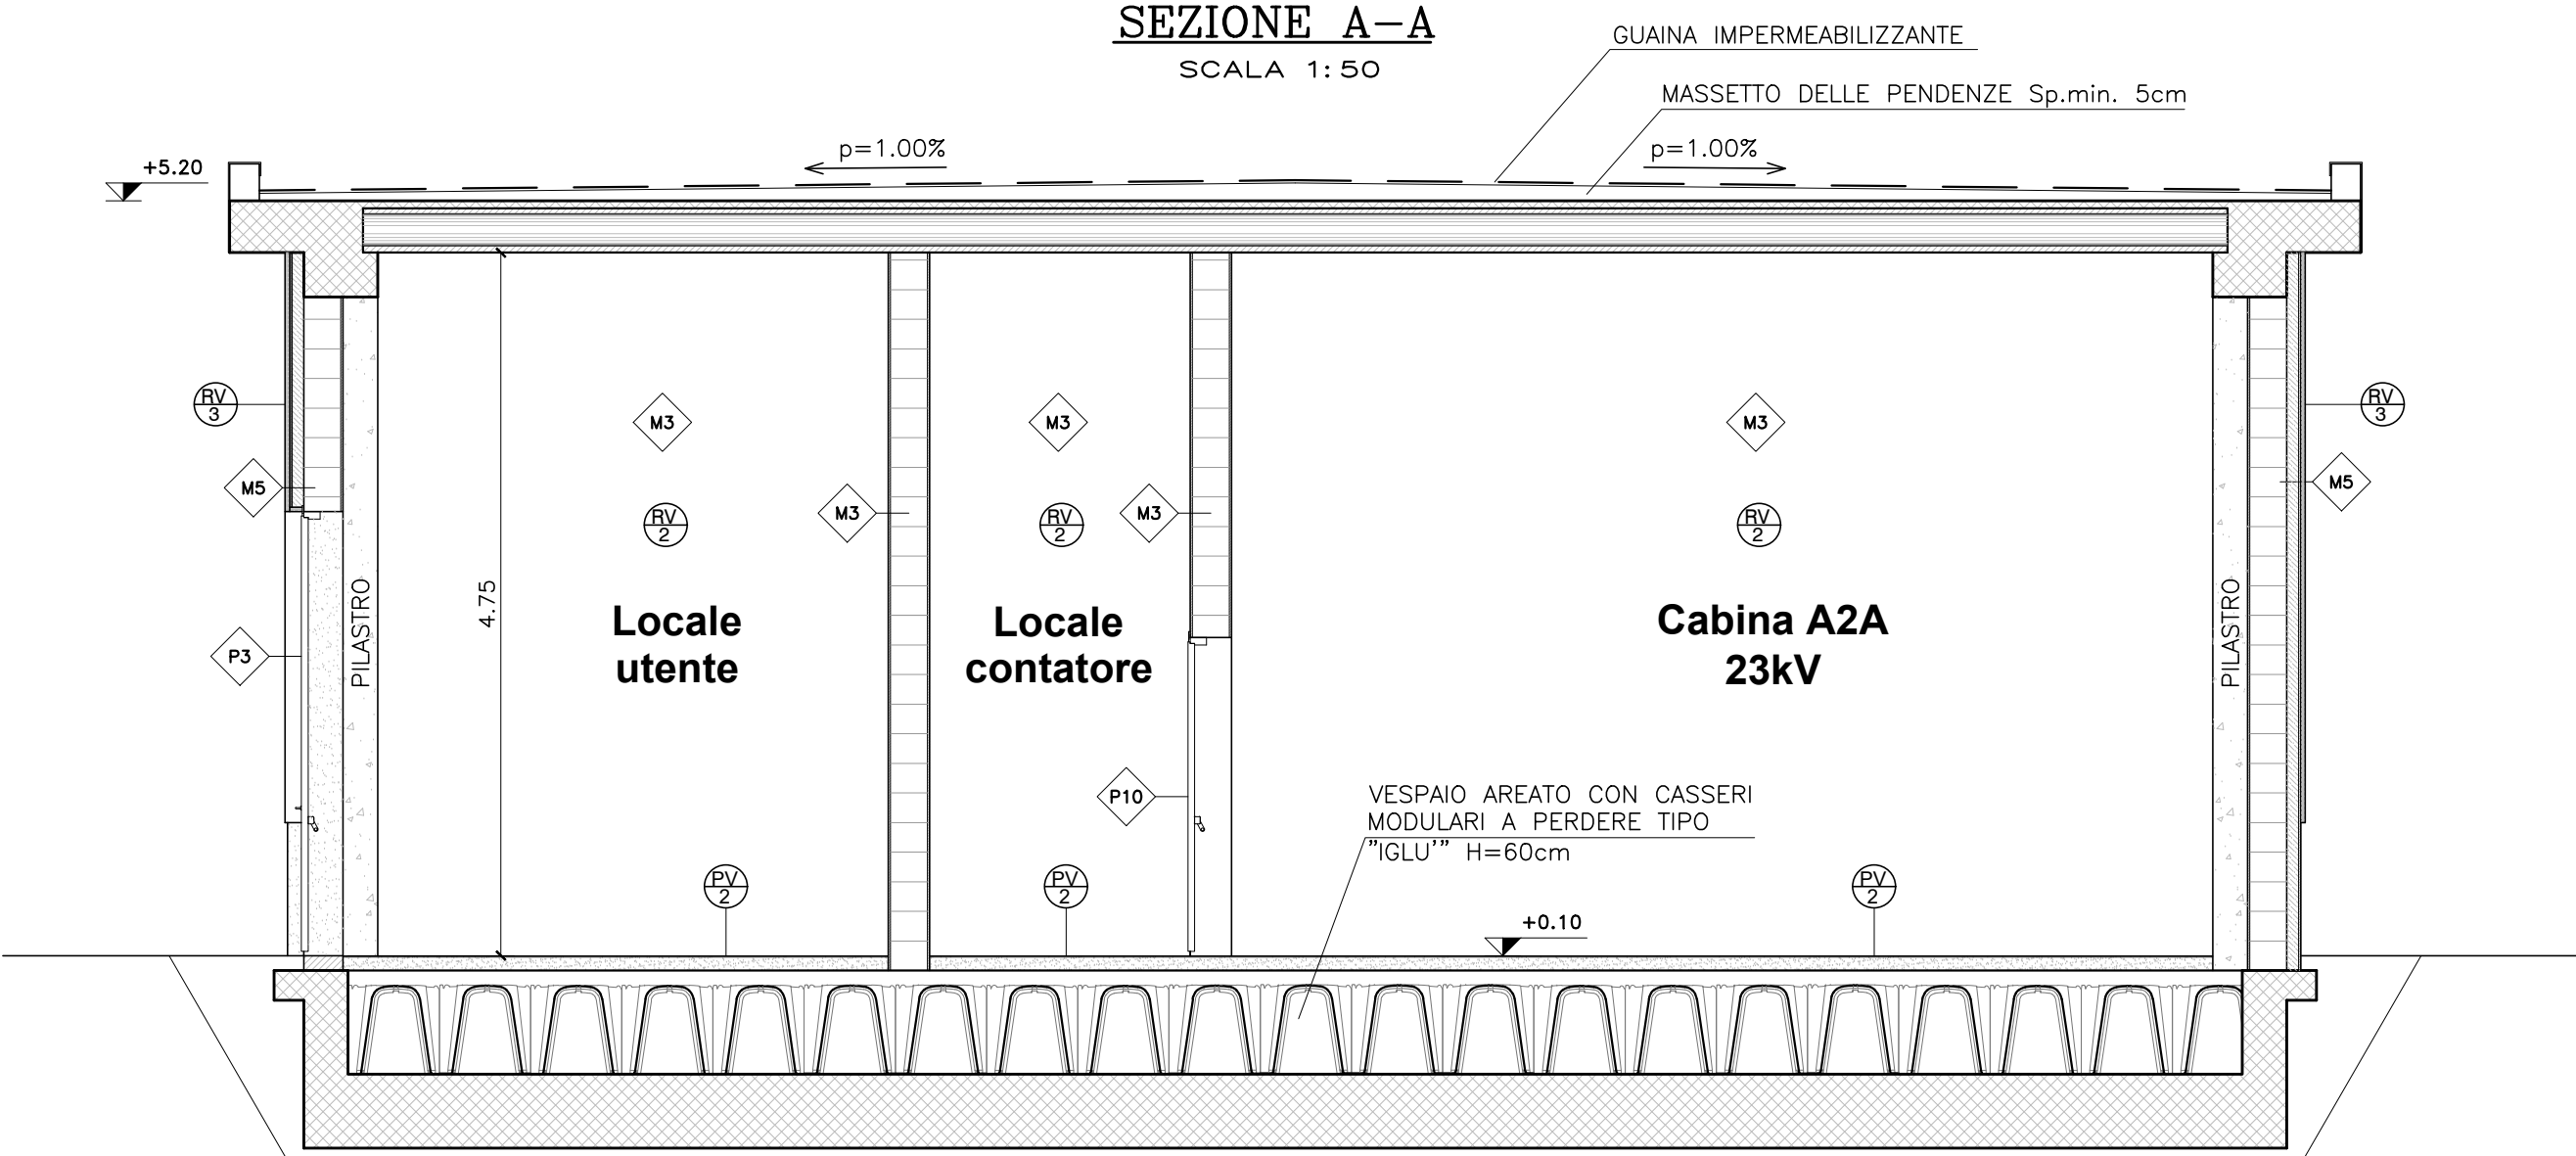 SEZIONE A-A
SCALA 1:50
GUAINA IMPERMEABILIZZANTE
MASSETTO DELLE PENDENZE Sp.min. 5cm
p=1.00%
p=1.00%
+5.20
RV
3
RV
3
M3
M3
M3
M5
M3
M3
M5
RV
2
RV
2
RV
2
4.75
PILASTRO
PILASTRO
Locale
utente
Locale
contatore
Cabina A2A
23kV
P3
P10
VESPAIO AREATO CON CASSERI
MODULARI A PERDERE TIPO
"IGLU'" H=60cm
PV
2
PV
2
PV
2
+0.10